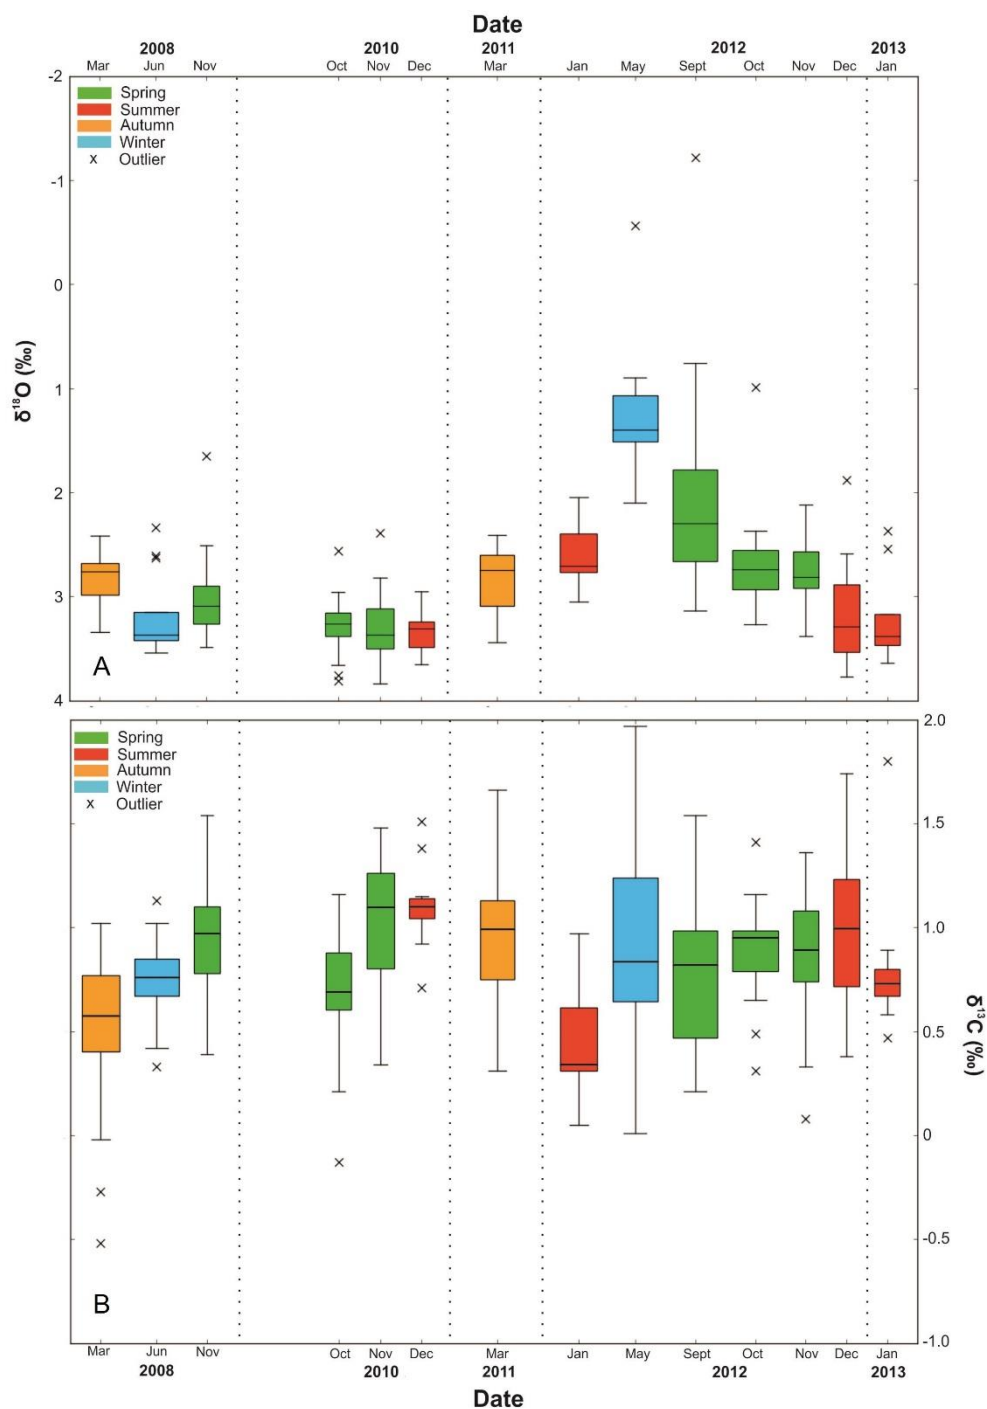 Date
2008 2010 2011 2012 2013
Mar Jun Nov Oct Nov Dec Mar Jan May Sept Oct Nov Dec Jan
-2
Spring
Summer
Autumn
Winter
x Outlier
-1
0
1
2
3
4
δ¹⁸O (‰)
A
2.0
Spring
Summer
Autumn
Winter
x Outlier
1.5
1.0
0.5
0
-0.5
-1.0
δ¹³C (‰)
B
Mar Jun Nov Oct Nov Dec Mar Jan May Sept Oct Nov Dec Jan
2008 2010 2011 2012 2013
Date